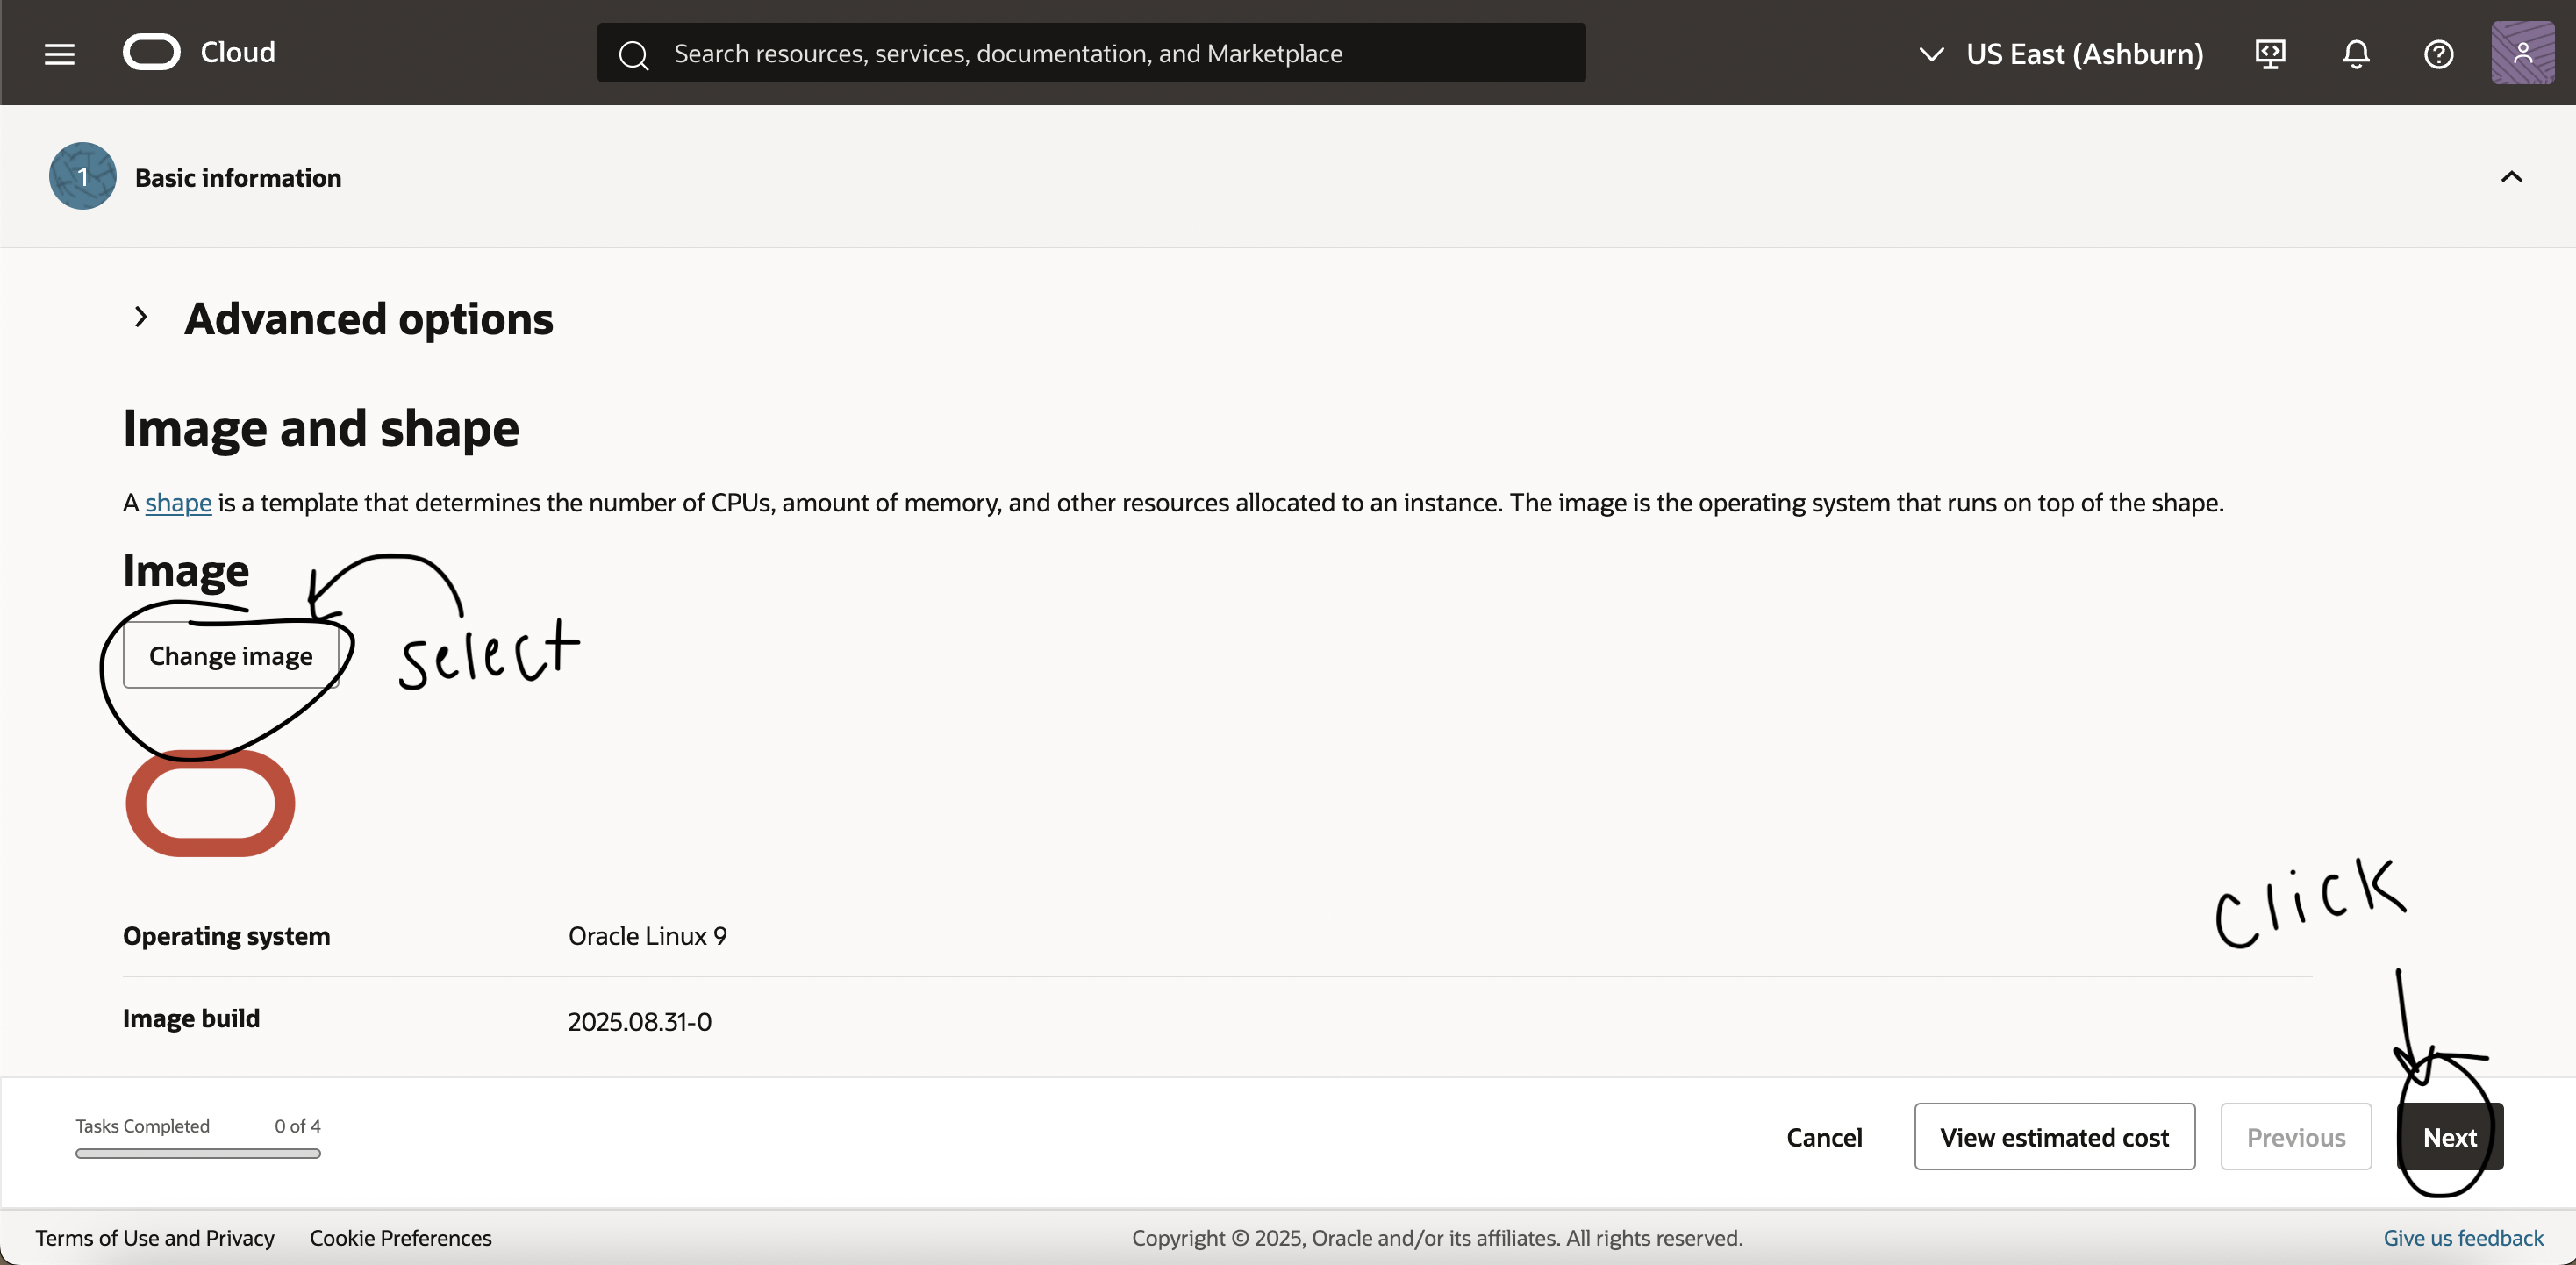 Cloud
Search resources, services, documentation, and Marketplace
US East (Ashburn)
1
Basic information
Advanced options
Image and shape
A shape is a template that determines the number of CPUs, amount of memory, and other resources allocated to an instance. The image is the operating system that runs on top of the shape.
Image
Change image
select
Operating system Oracle Linux 9
Image build 2025.08.31-0
click
Tasks Completed 0 of 4
Cancel
View estimated cost
Previous
Next
Terms of Use and Privacy
Cookie Preferences
Copyright © 2025, Oracle and/or its affiliates. All rights reserved.
Give us feedback